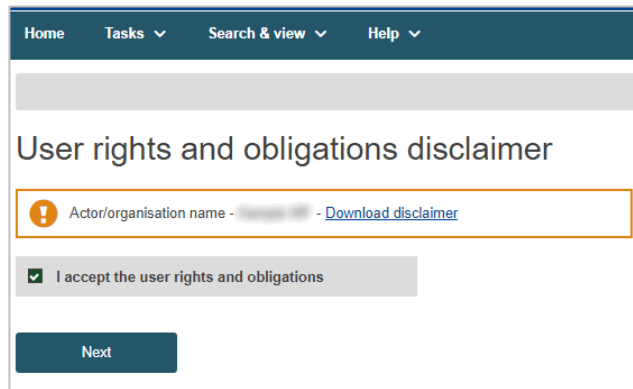 Home Tasks Search & view Help
User rights and obligations disclaimer
Actor/organisation name - - Download disclaimer
I accept the user rights and obligations
Next